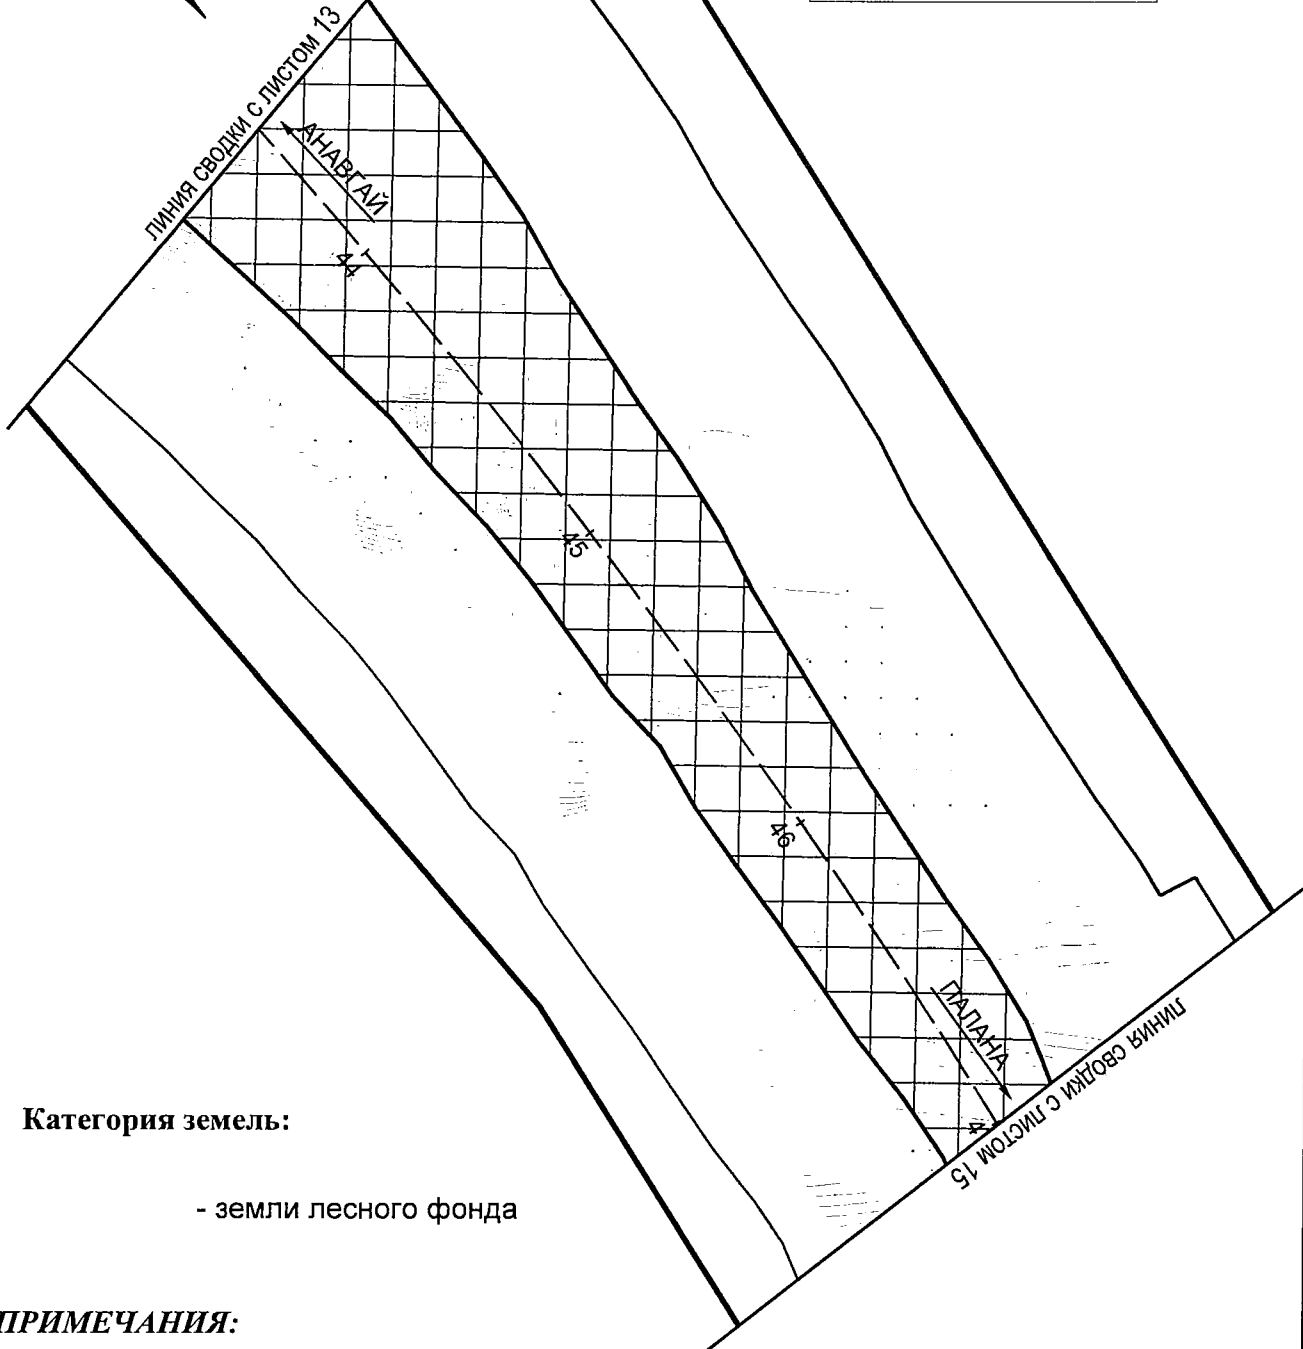 ЛИНИЯ СВОДКИ С ЛИСТОМ 13
АНАВГАЙ
44
45
46
ПАЛАНА
4
ЛИНИЯ СВОДКИ С ЛИСТОМ 15
Категория земель:
- земли лесного фонда
ПРИМЕЧАНИЯ: